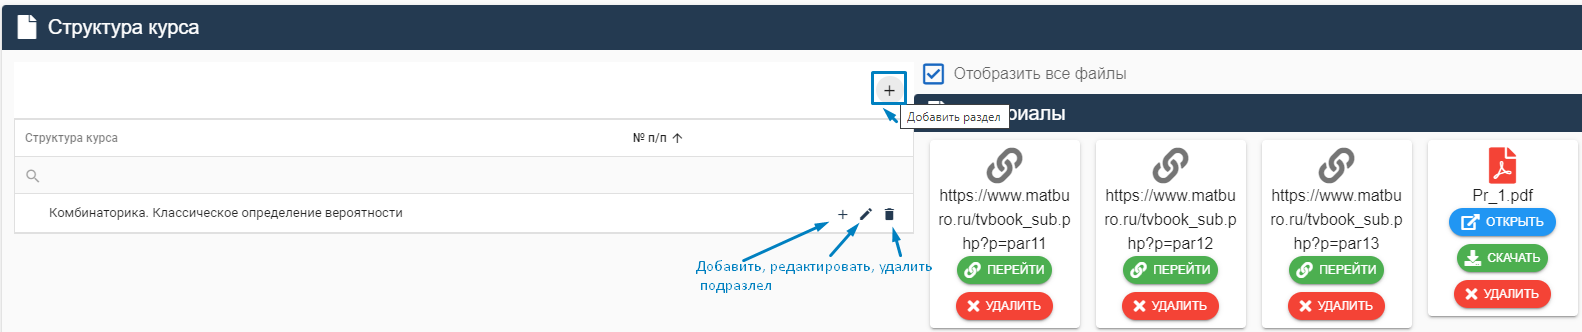 Структура курса
Отобразить все файлы
+
Добавить раздел
риалы
Структура курса
№ п/п ↑
Комбинаторика. Классическое определение вероятности
+
Добавить, редактировать, удалить
подразлел
https://www.matbu
ro.ru/tvbook_sub.p
hp?p=par11
ПЕРЕЙТИ
УДАЛИТЬ
https://www.matbu
ro.ru/tvbook_sub.p
hp?p=par12
ПЕРЕЙТИ
УДАЛИТЬ
https://www.matbu
ro.ru/tvbook_sub.p
hp?p=par13
ПЕРЕЙТИ
УДАЛИТЬ
Pr_1.pdf
ОТКРЫТЬ
СКАЧАТЬ
УДАЛИТЬ